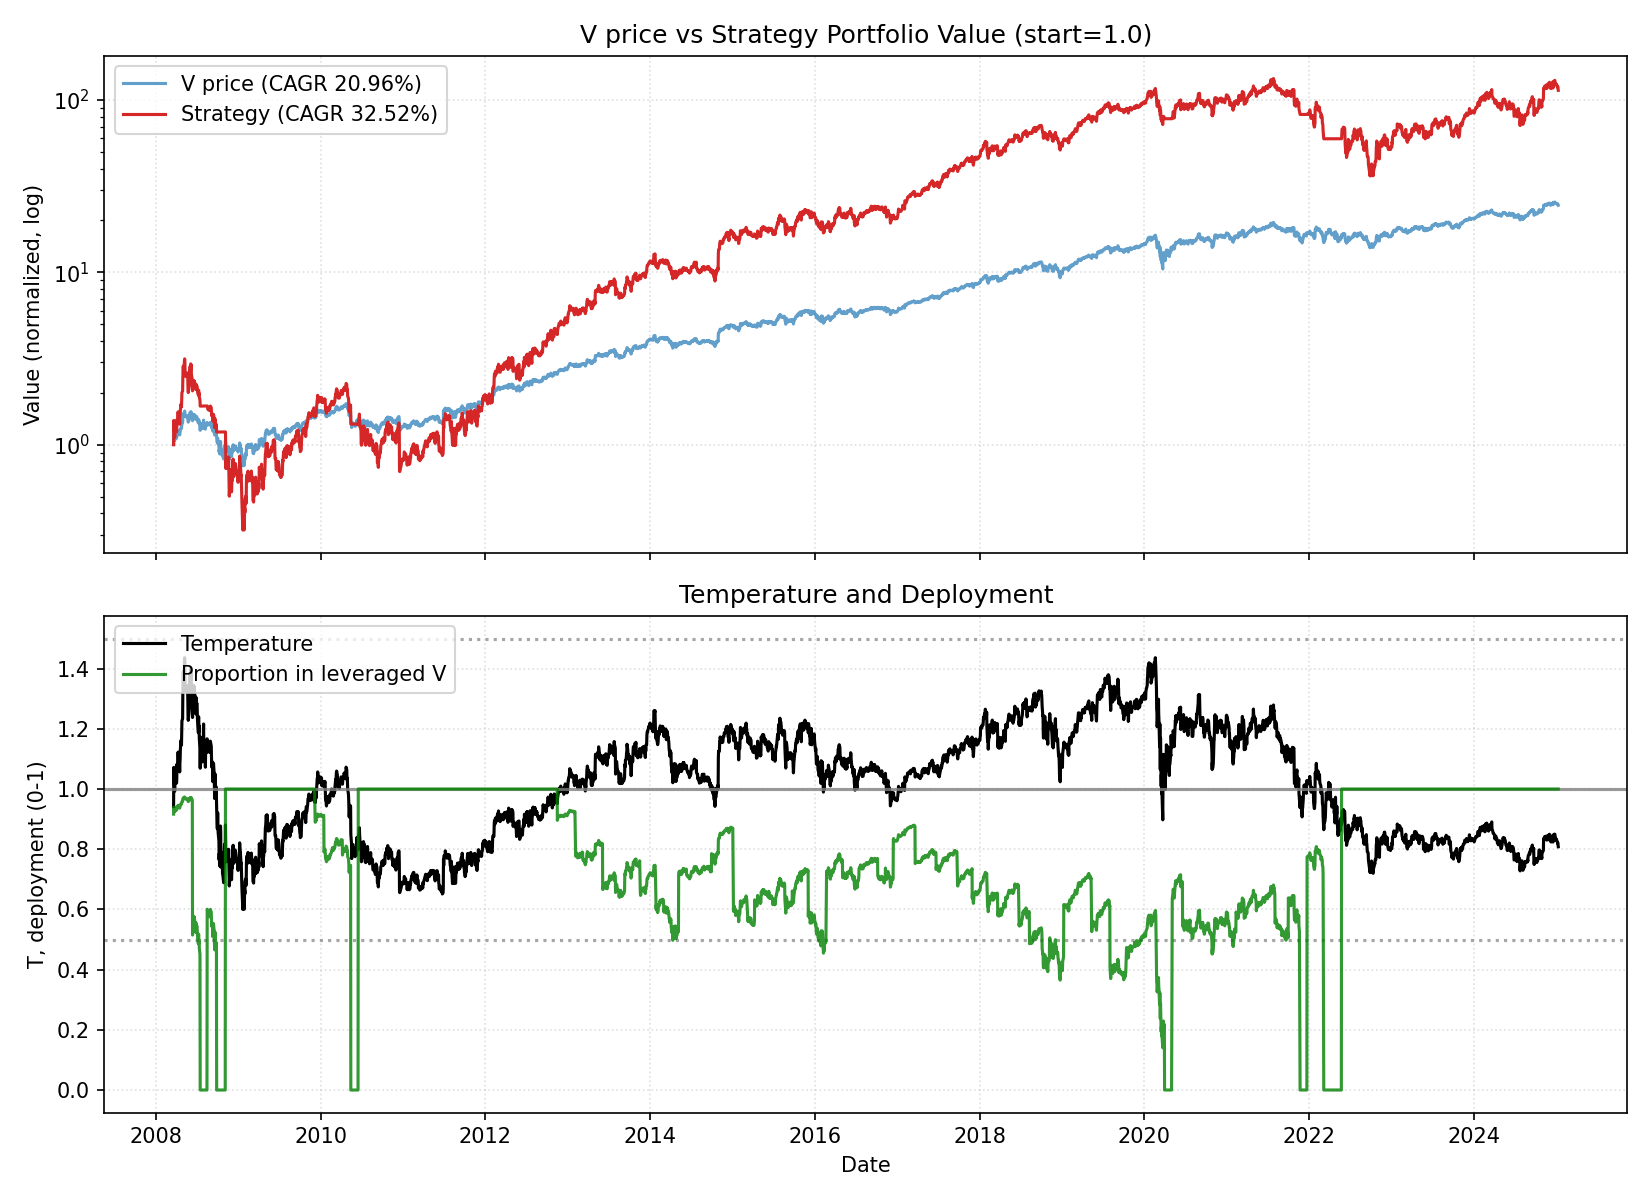 V price vs Strategy Portfolio Value (start=1.0)
V price (CAGR 20.96%)
Strategy (CAGR 32.52%)
Value (normalized, log)
10²
10¹
10⁰
Temperature and Deployment
Temperature
Proportion in leveraged V
T, deployment (0-1)
1.4
1.2
1.0
0.8
0.6
0.4
0.2
0.0
2008 2010 2012 2014 2016 2018 2020 2022 2024
Date